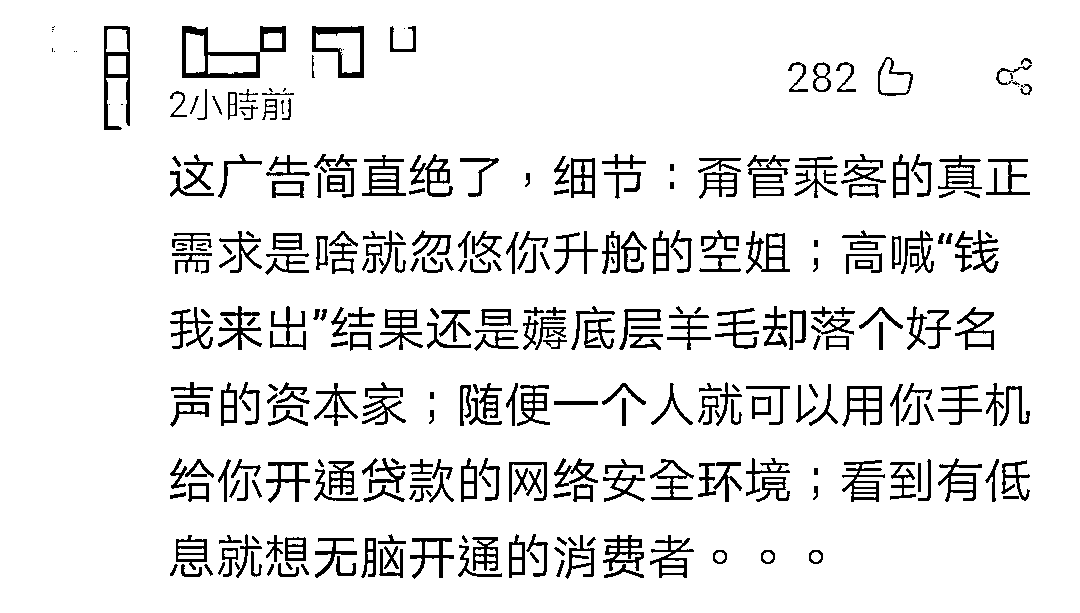 282
2小時前
这广告简直绝了，细节：甭管乘客的真正
需求是啥就忽悠你升舱的空姐；高喊“钱
我来出”结果还是薅底层羊毛却落个好名
声的资本家；随便一个人就可以用你手机
给你开通贷款的网络安全环境；看到有低
息就想无脑开通的消费者。。。